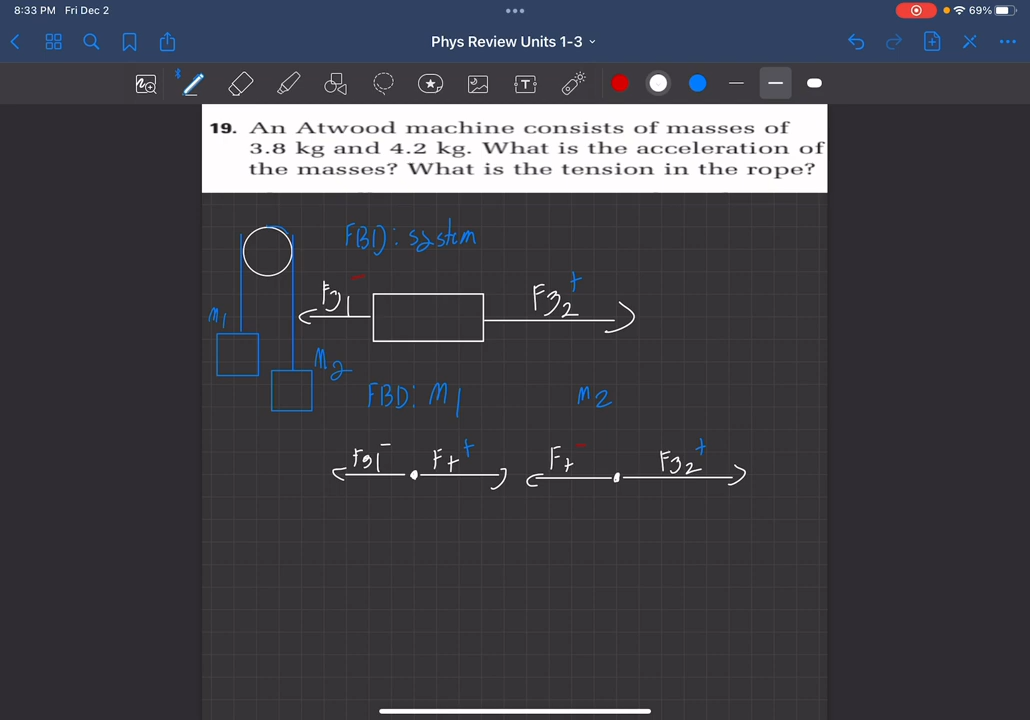 8:33 PM Fri Dec 2
69%
Phys Review Units 1-3
19. An Atwood machine consists of masses of
3.8 kg and 4.2 kg. What is the acceleration of
the masses? What is the tension in the rope?
FBD: system
Fg1 -
Fg2 +
M1
M2
FBD: M1
M2
Fg1 -
Ft +
Ft -
Fg2 +